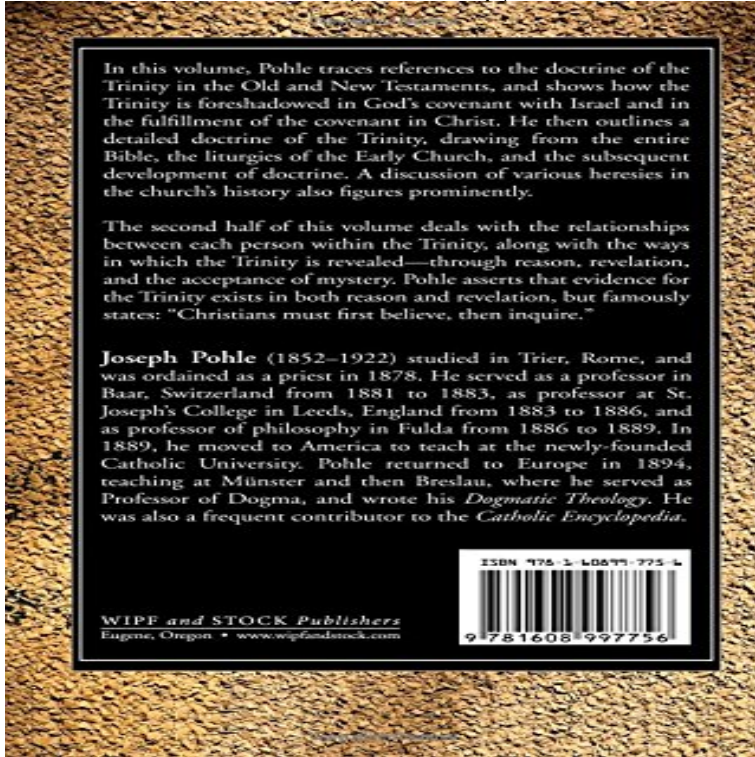 In this volume, Pohle traces references to the doctrine of the
Trinity in the Old and New Testaments, and shows how the
Trinity is foreshadowed in God's covenant with Israel and in
the fulfillment of the covenant in Christ. He then outlines a
detailed doctrine of the Trinity, drawing from the entire
Bible, the liturgies of the Early Church, and the subsequent
development of doctrine. A discussion of various heresies in
the church's history also figures prominently.
The second half of this volume deals with the relationships
between each person within the Trinity, along with the ways
in which the Trinity is revealed—through reason, revelation,
and the acceptance of mystery. Pohle asserts that evidence for
the Trinity exists in both reason and revelation, but famously
states: "Christians must first believe, then inquire."
Joseph Pohle (1852–1922) studied in Trier, Rome, and
was ordained as a priest in 1878. He served as a professor in
Baar, Switzerland from 1881 to 1883, as professor at St.
Joseph's College in Leeds, England from 1883 to 1886, and
as professor of philosophy in Fulda from 1886 to 1889. In
1889, he moved to America to teach at the newly-founded
Catholic University. Pohle returned to Europe in 1894,
teaching at Münster and then Breslau, where he served as
Professor of Dogma, and wrote his Dogmatic Theology. He
was also a frequent contributor to the Catholic Encyclopedia.
ISBN 978-1-60899-775-6
WIPF and STOCK Publishers
Eugene, Oregon • www.wipfandstock.com
9 781608 997756